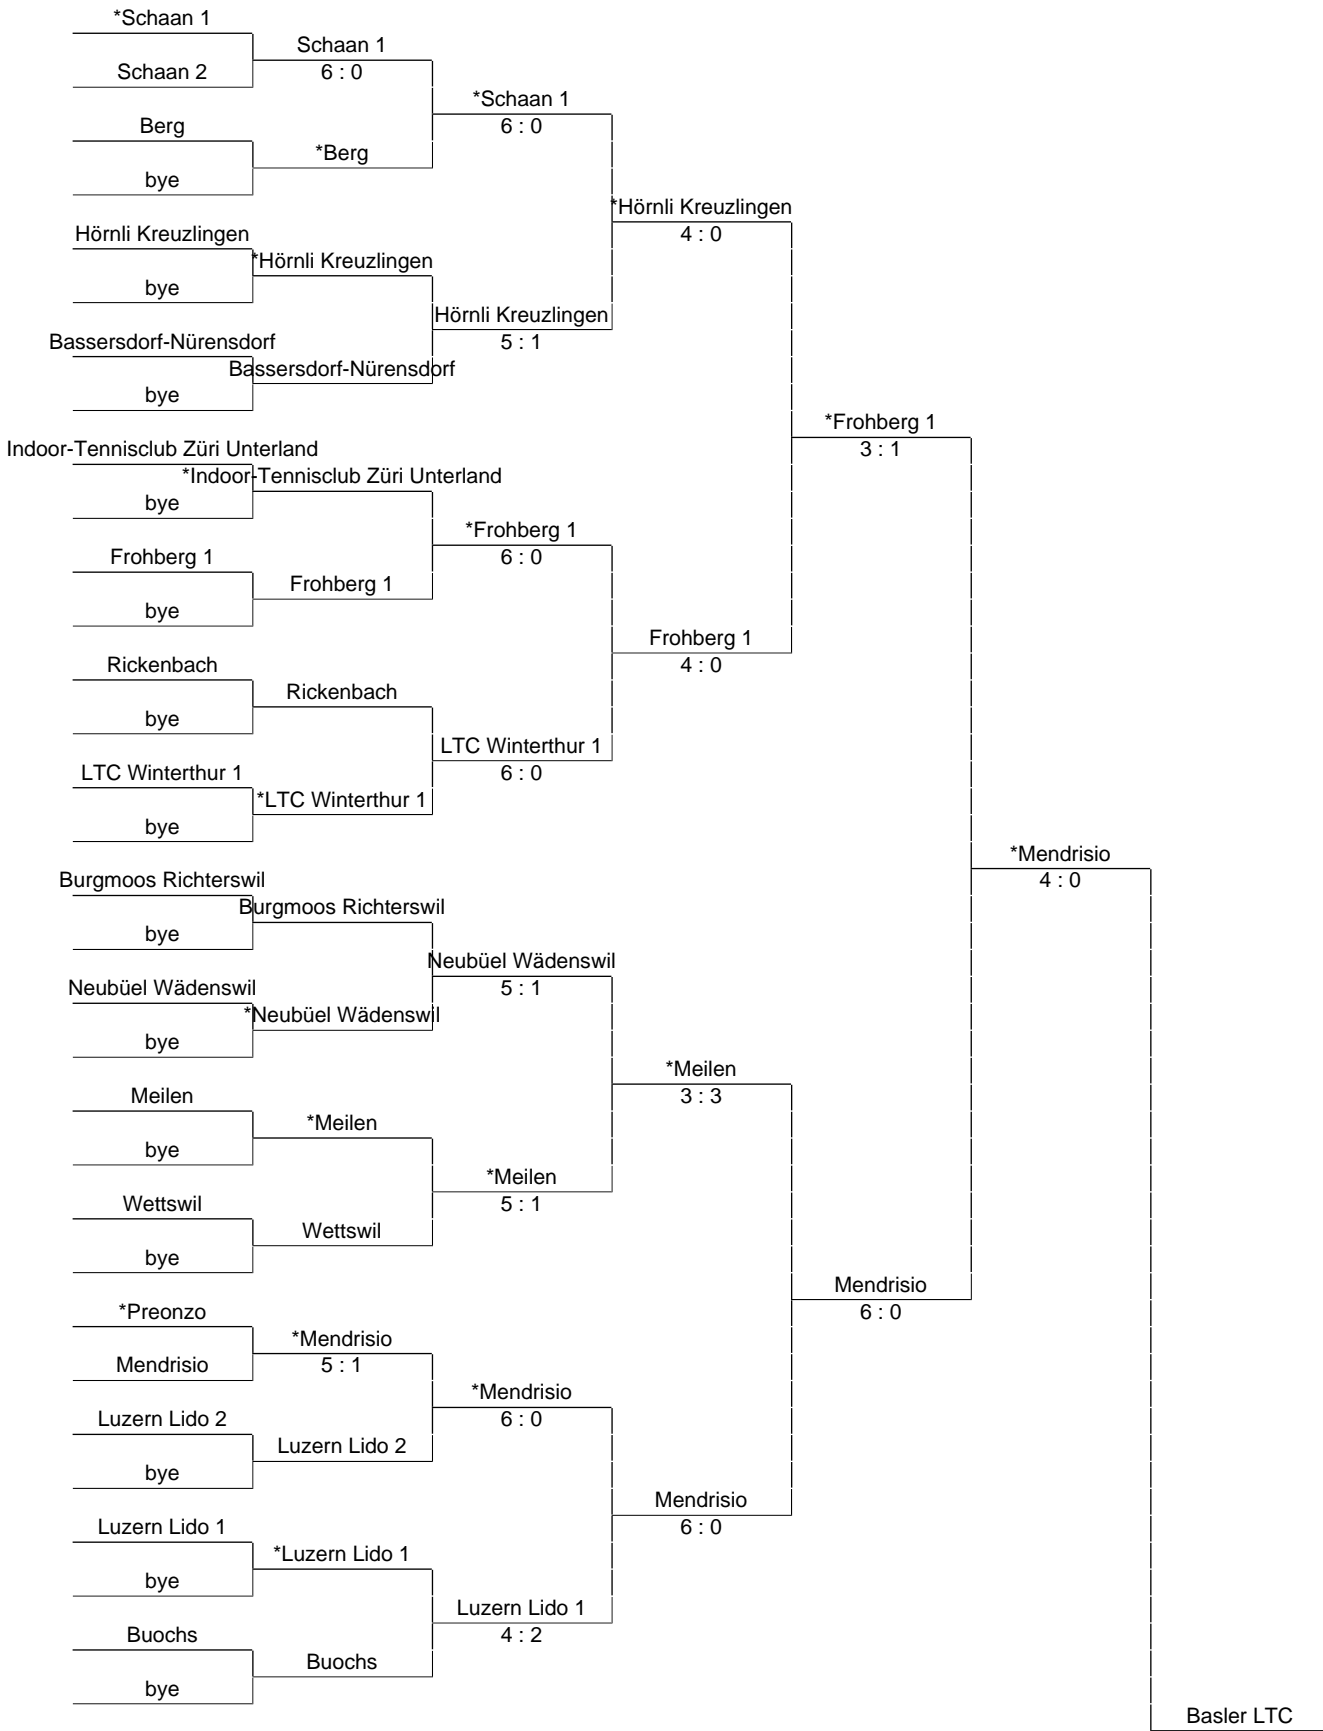 *Schaan 1
Schaan 1
Schaan 2
6 : 0
*Schaan 1
6 : 0
Berg
*Berg
bye
*Hörnli Kreuzlingen
4 : 0
Hörnli Kreuzlingen
*Hörnli Kreuzlingen
bye
Hörnli Kreuzlingen
5 : 1
Bassersdorf-Nürensdorf
Bassersdorf-Nürensdorf
bye
*Frohberg 1
3 : 1
Indoor-Tennisclub Züri Unterland
*Indoor-Tennisclub Züri Unterland
bye
*Frohberg 1
6 : 0
Frohberg 1
Frohberg 1
bye
Frohberg 1
4 : 0
Rickenbach
Rickenbach
bye
LTC Winterthur 1
6 : 0
LTC Winterthur 1
*LTC Winterthur 1
bye
*Mendrisio
4 : 0
Burgmoos Richterswil
Burgmoos Richterswil
bye
Neubüel Wädenswil
5 : 1
Neubüel Wädenswil
*Neubüel Wädenswil
bye
*Meilen
3 : 3
Meilen
*Meilen
bye
*Meilen
5 : 1
Wettswil
Wettswil
bye
Mendrisio
6 : 0
*Preonzo
*Mendrisio
Mendrisio
5 : 1
*Mendrisio
6 : 0
Luzern Lido 2
Luzern Lido 2
bye
Mendrisio
6 : 0
Luzern Lido 1
*Luzern Lido 1
bye
Luzern Lido 1
4 : 2
Buochs
Buochs
bye
Basler LTC